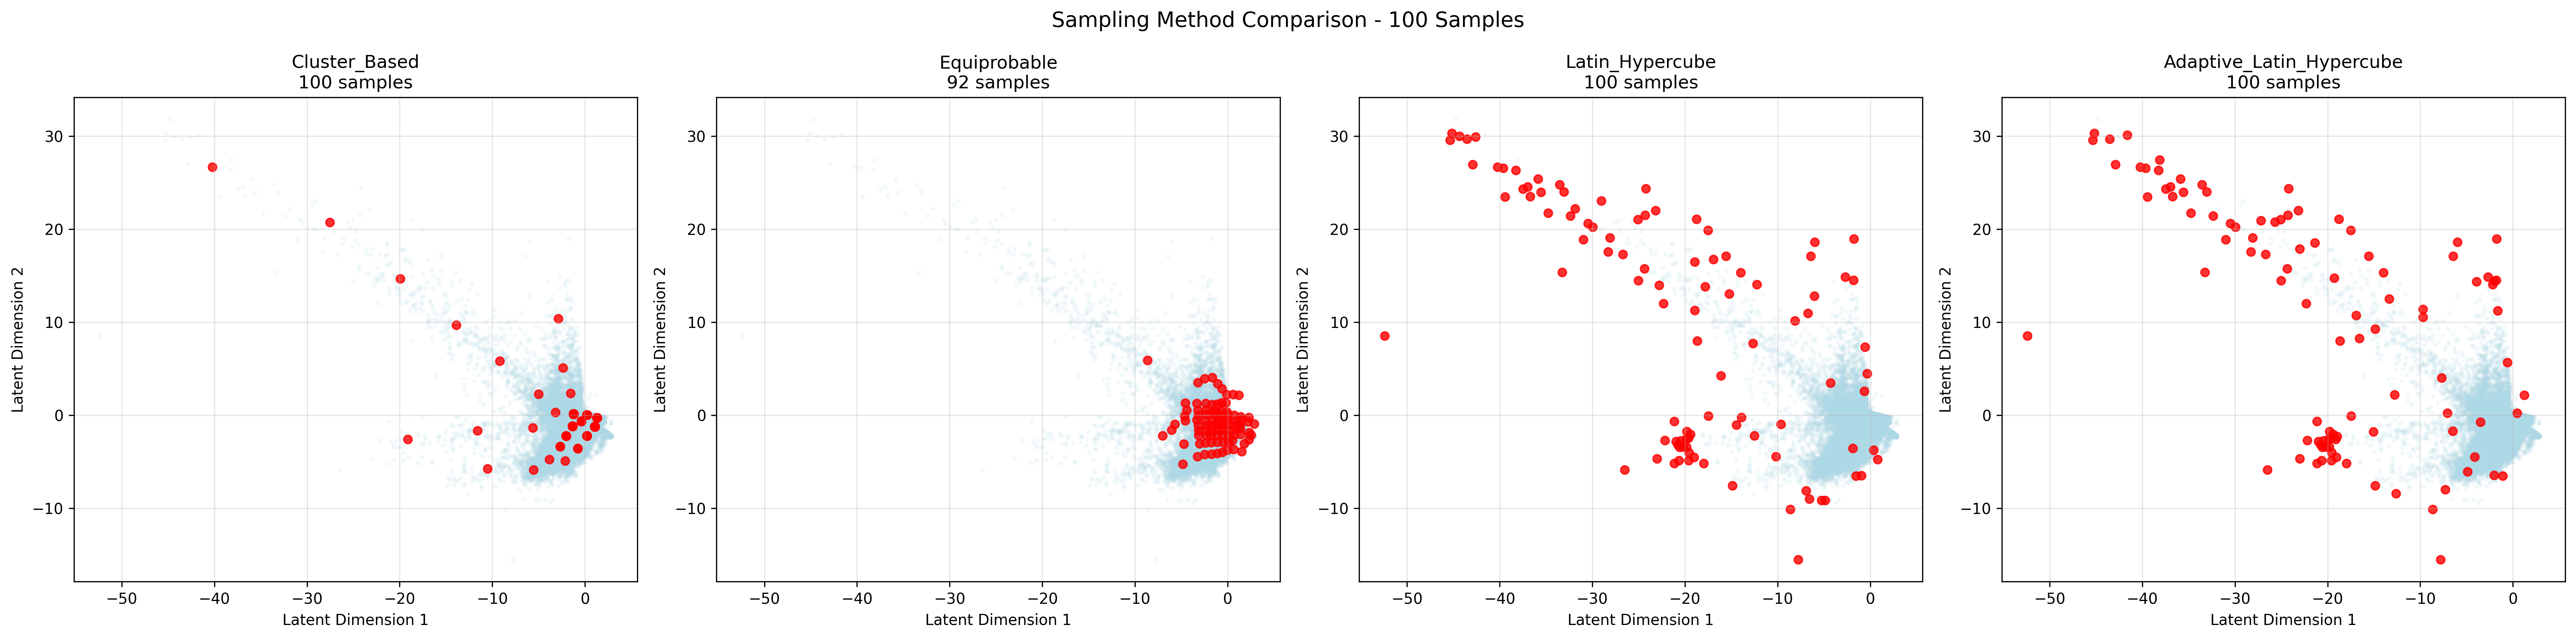 Sampling Method Comparison - 100 Samples
Cluster_Based
100 samples
30
20
10
0
−10
−50 −40 −30 −20 −10 0
Latent Dimension 1
Latent Dimension 2
Equiprobable
92 samples
30
20
10
0
−10
−50 −40 −30 −20 −10 0
Latent Dimension 1
Latent Dimension 2
Latin_Hypercube
100 samples
30
20
10
0
−10
−50 −40 −30 −20 −10 0
Latent Dimension 1
Latent Dimension 2
Adaptive_Latin_Hypercube
100 samples
30
20
10
0
−10
−50 −40 −30 −20 −10 0
Latent Dimension 1
Latent Dimension 2